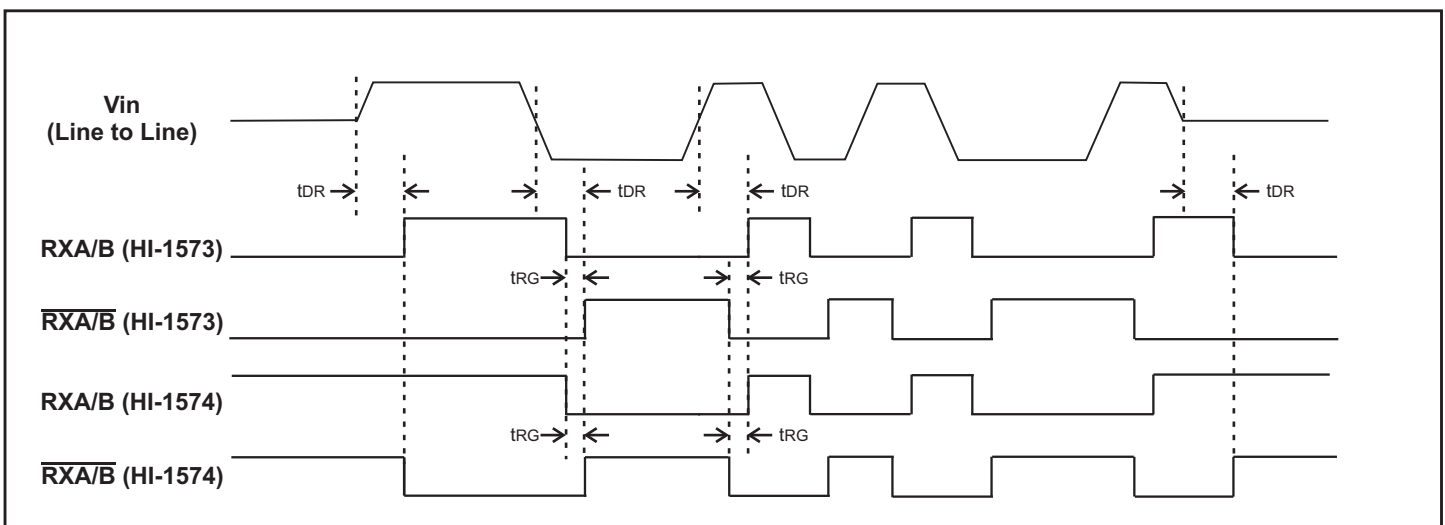 Vin
(Line to Line)
tDR
tDR
tDR
tDR
RXA/B (HI-1573)
tRG
tRG
RXA/B (HI-1573)
RXA/B (HI-1574)
tRG
tRG
RXA/B (HI-1574)